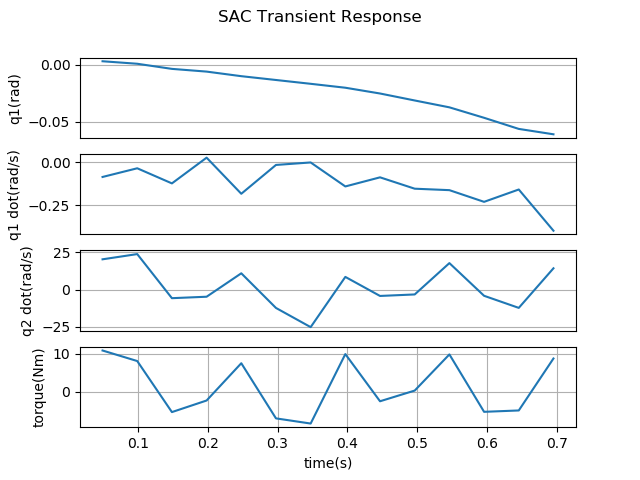 SAC Transient Response
q1(rad)
0.00
−0.05
q1 dot(rad/s)
0.00
−0.25
q2 dot(rad/s)
25
0
−25
torque(Nm)
10
0
0.1 0.2 0.3 0.4 0.5 0.6 0.7
time(s)